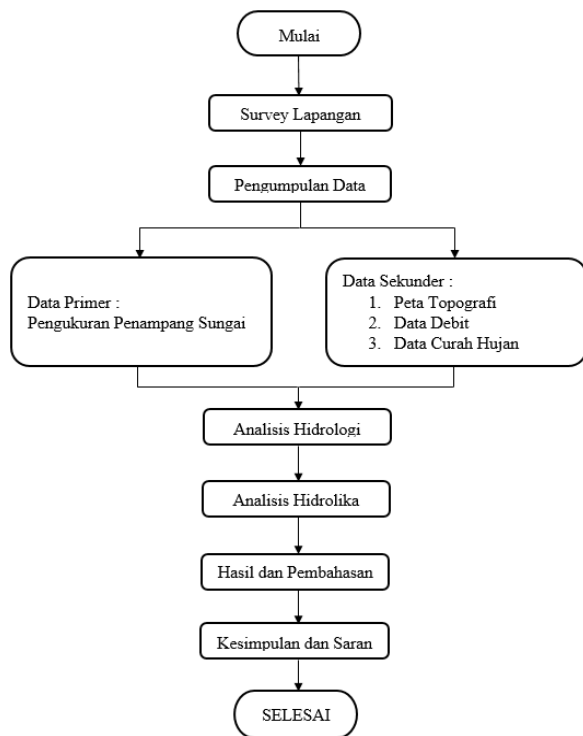 Mulai
Survey Lapangan
Pengumpulan Data
Data Primer :
Pengukuran Penampang Sungai
Data Sekunder :
1. Peta Topografi
2. Data Debit
3. Data Curah Hujan
Analisis Hidrologi
Analisis Hidrolika
Hasil dan Pembahasan
Kesimpulan dan Saran
SELESAI